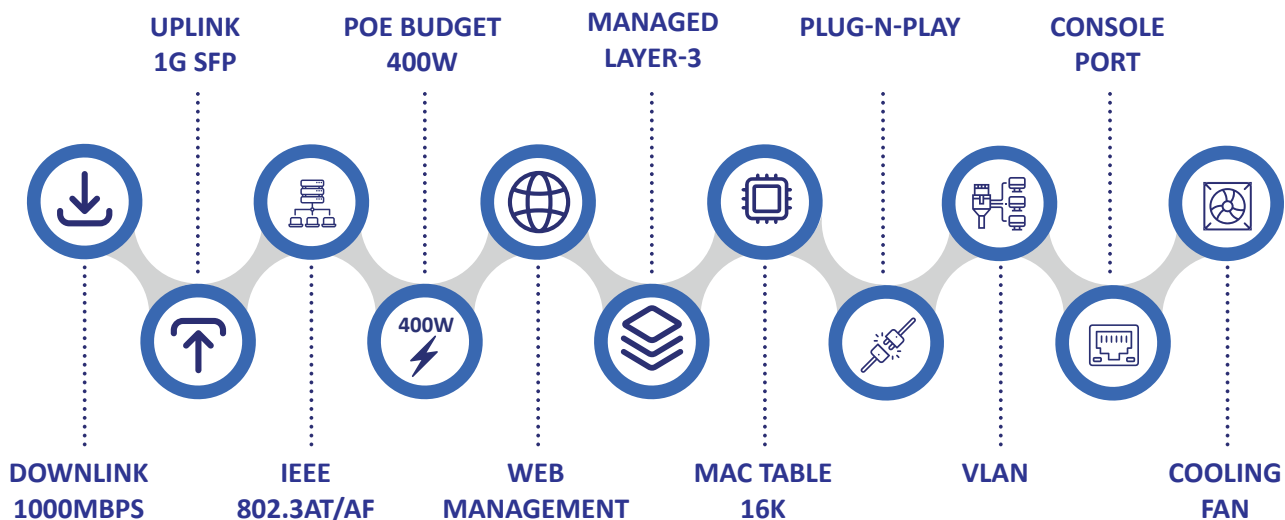 UPLINK
1G SFP
POE BUDGET
400W
MANAGED
LAYER-3
PLUG-N-PLAY
CONSOLE
PORT
400W
DOWNLINK
1000MBPS
IEEE
802.3AT/AF
WEB
MANAGEMENT
MAC TABLE
16K
VLAN
COOLING
FAN